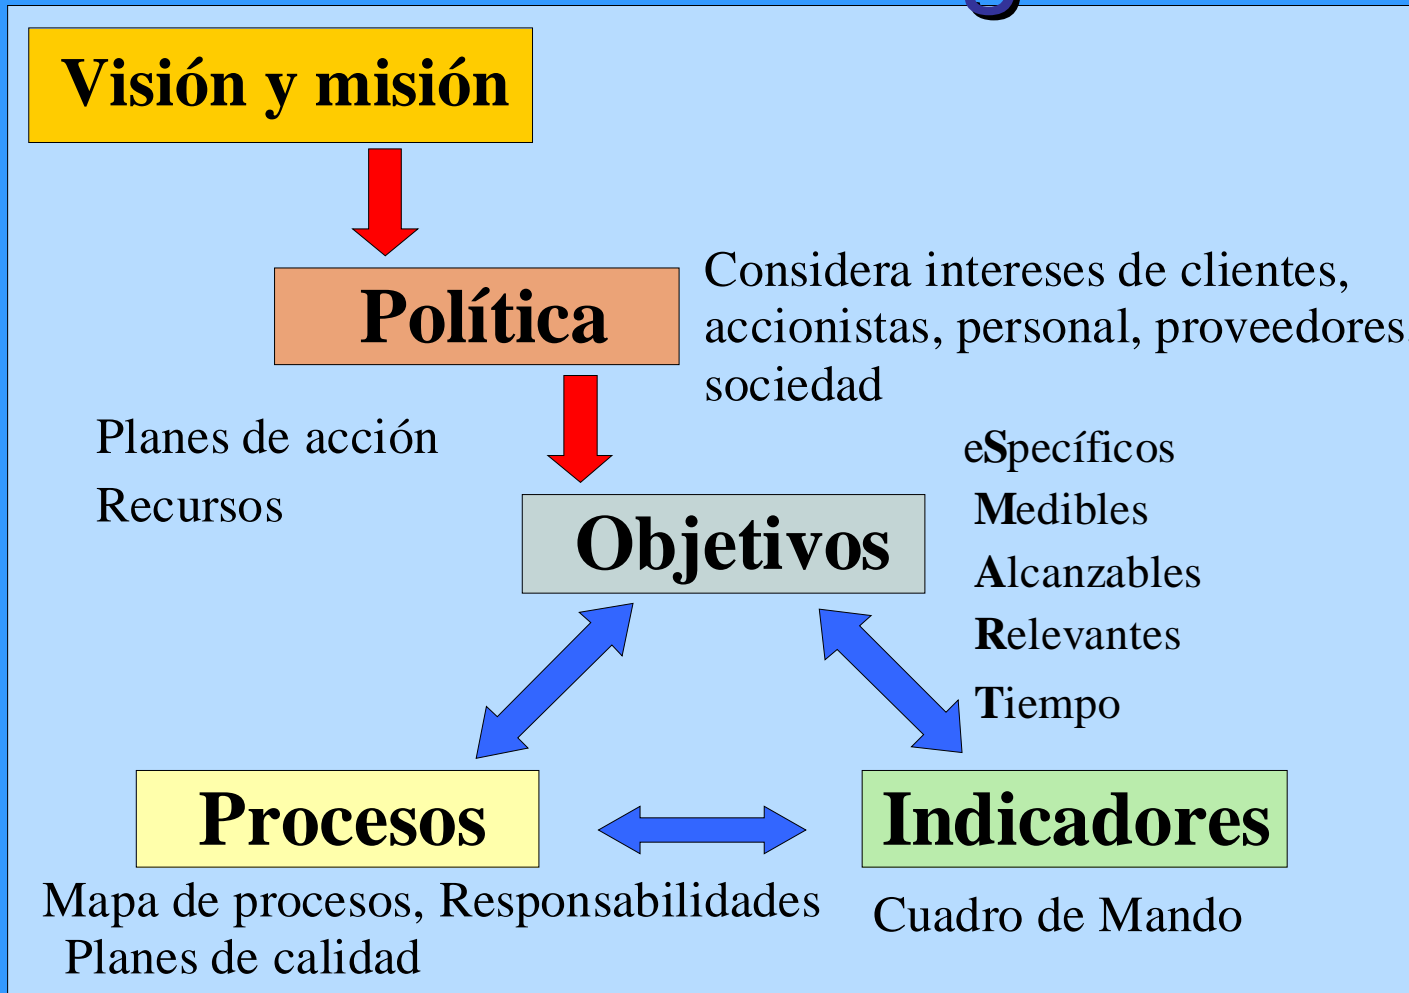 Visión y misión
Política
Considera intereses de clientes,
accionistas, personal, proveedores,
sociedad
Planes de acción
Recursos
eSpecíficos
Medibles
Alcanzables
Relevantes
Tiempo
Objetivos
Procesos
Indicadores
Mapa de procesos, Responsabilidades
Planes de calidad
Cuadro de Mando